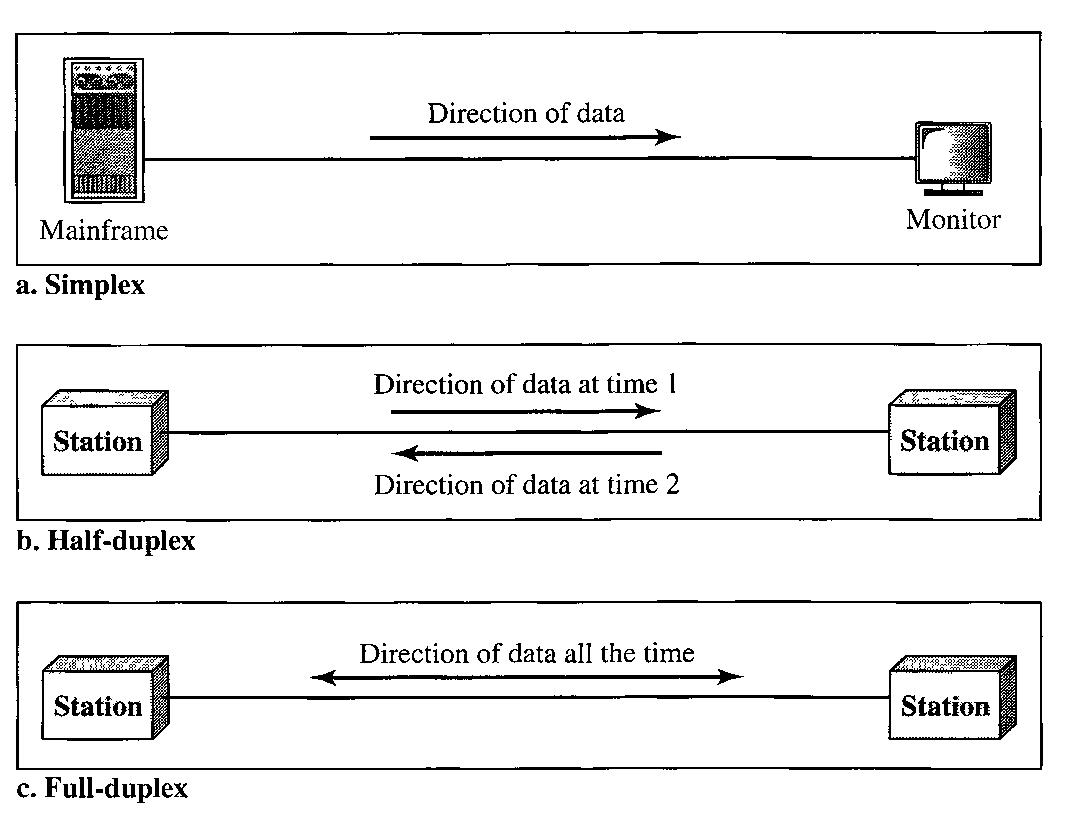 Direction of data
Mainframe
Monitor
a. Simplex
Direction of data at time 1
Station
Station
Direction of data at time 2
b. Half-duplex
Direction of data all the time
Station
Station
c. Full-duplex